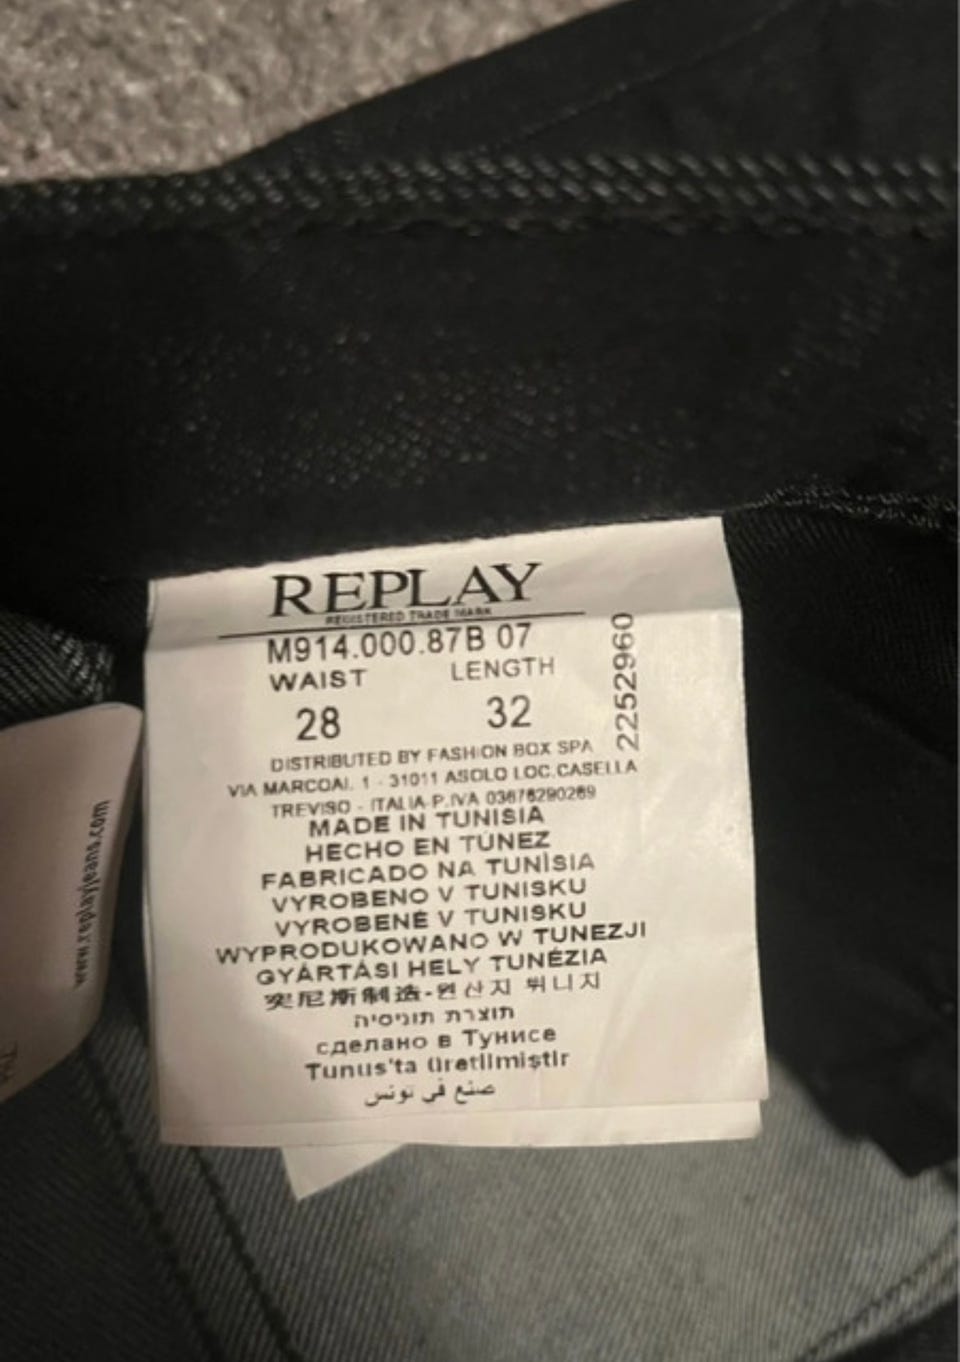 REPLAY
REGISTERED TRADE MARK
M914.000.87B 07
WAIST LENGTH
28 32
2252960
DISTRIBUTED BY FASHION BOX SPA
VIA MARCOAI. 1 - 31011 ASOLO LOC.CASELLA
TREVISO - ITALIA-P.IVA 03678290269
MADE IN TUNISIA
HECHO EN TÚNEZ
FABRICADO NA TUNÌSIA
VYROBENO V TUNISKU
VYROBENÉ V TUNISKU
WYPRODUKOWANO W TUNEZJI
GYÁRTÁSI HELY TUNÉZIA
突尼斯制造-원산지 튀니지
תוצרת תוניסיה
сделано в Тунисе
Tunus'ta üretilmiştir
صنع في تونس
www.replayjeans.com